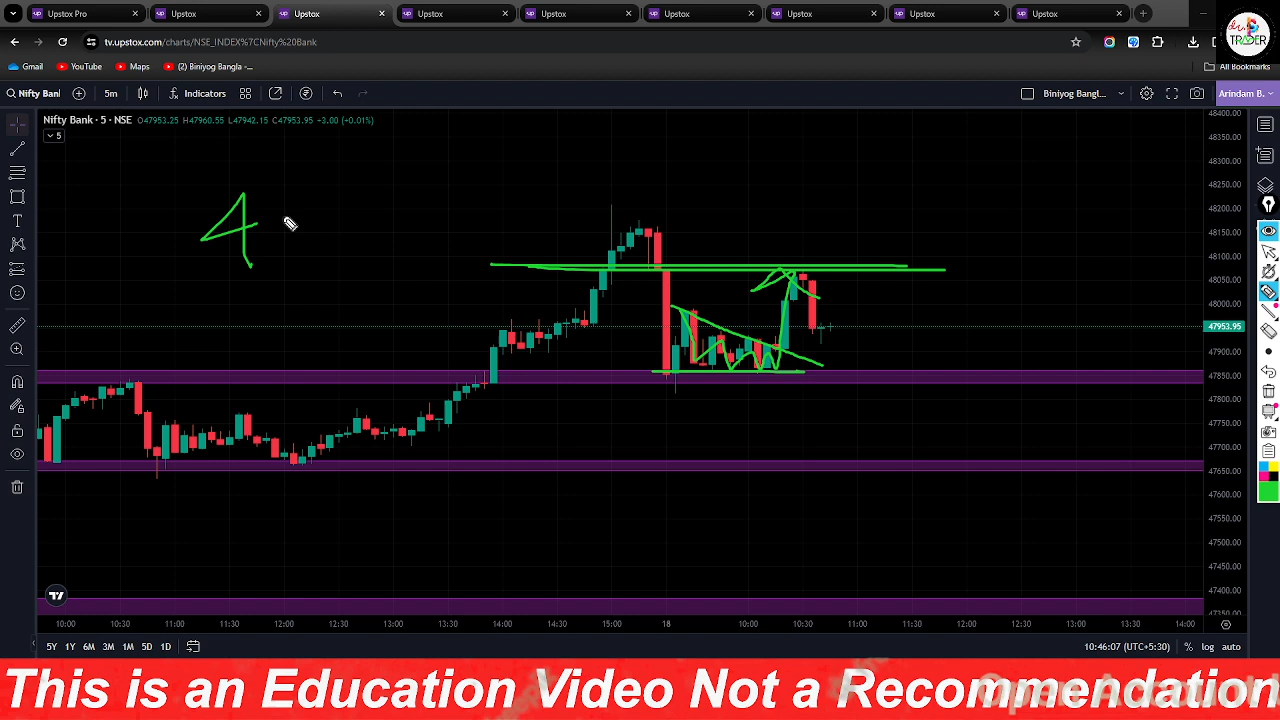 Upstox Pro
Upstox
Upstox
Upstox
Upstox
Upstox
Upstox
Upstox
Upstox
tv.upstox.com/charts/NSE_INDEX%7CNifty%20Bank
Gmail
YouTube
Maps
(2) Biniyog Bangla -...
All Bookmarks
TRADER
Nifty Bank
5m
Indicators
Biniyog Bangl...
Arindam B.
Nifty Bank · 5 · NSE O47953.25 H47960.55 L47942.15 C47953.95 +3.00 (+0.01%)
5
4
48400.00
48350.00
48300.00
48250.00
48200.00
48150.00
48100.00
48050.00
48000.00
47953.95
47900.00
47850.00
47800.00
47750.00
47700.00
47650.00
47600.00
47550.00
47500.00
47450.00
47400.00
47350.00
10:00 10:30 11:00 11:30 12:00 12:30 13:00 13:30 14:00 14:30 15:00 18 10:00 10:30 11:00 11:30 12:00 12:30 13:00 13:30 14:00
5Y 1Y 6M 3M 1M 5D 1D
10:46:07 (UTC+5:30) % log auto
This is an Education Video Not a Recommendation
Open Account